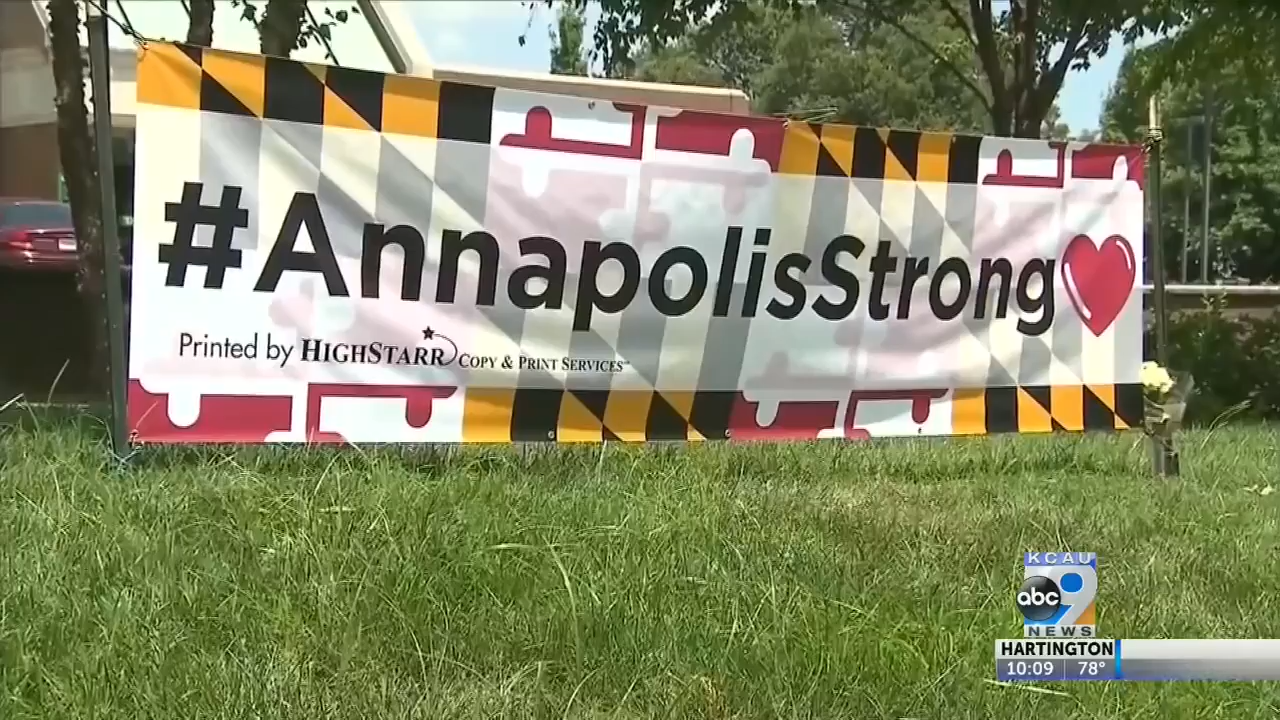 #AnnapolisStrong
Printed by HIGHSTARR COPY & PRINT SERVICES
KCAU
abc 9
NEWS
HARTINGTON
10:09 78°